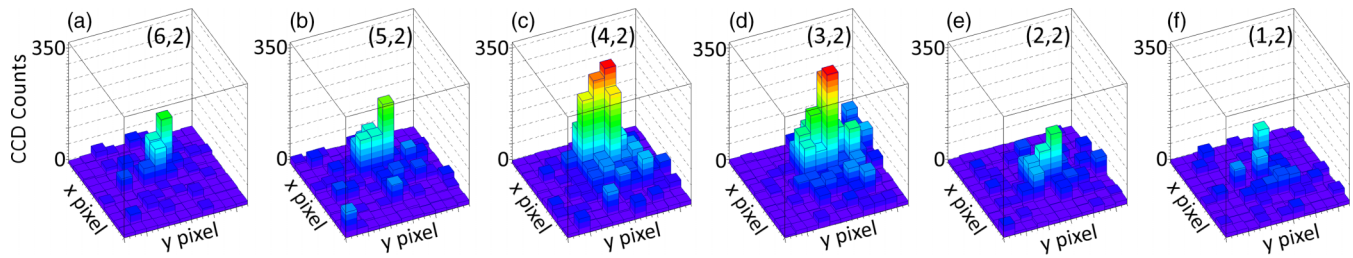 (a) (6,2)
350
CCD Counts
0
x pixel
y pixel
(b) (5,2)
350
0
x pixel
y pixel
(c) (4,2)
350
0
x pixel
y pixel
(d) (3,2)
350
0
x pixel
y pixel
(e) (2,2)
350
0
x pixel
y pixel
(f) (1,2)
350
0
x pixel
y pixel